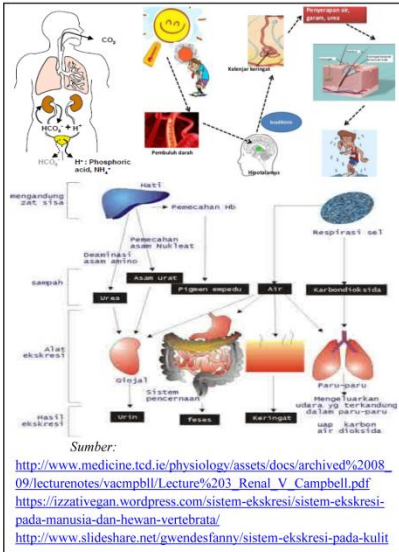 CO₂
HCO₃⁻ + H⁺
HCO₃⁻
H⁺: Phosphoric
acid, NH₄⁺
Penyerapan air,
garam, urea
Kelenjar keringat
Pembuluh darah
Hipotalamus
mengandung
zat sisa
Hati
Pemecahan Hb
Respirasi sel
Pemecahan
asam Nukleat
Deaminasi
asam amino
sampah
Urea
Asam urat
Pigmen empedu
Air
Karbondioksida
Alat
ekskresi
Ginjal
Sistem
pencernaan
Paru-paru
Mengeluarkan
udara yg terkandung
dalam paru-paru
Hasil
ekskresi
Urin
feses
Keringat
uap karbon
air dioksida
Sumber:
http://www.medicine.tcd.ie/physiology/assets/docs/archived%2008_
09/lecturenotes/vacmpbll/Lecture%203_Renal_V_Campbell.pdf
https://izzativegan.wordpress.com/sistem-ekskresi/sistem-ekskresi-
pada-manusia-dan-hewan-vertebrata/
http://www.slideshare.net/gwendesfanny/sistem-ekskresi-pada-kulit